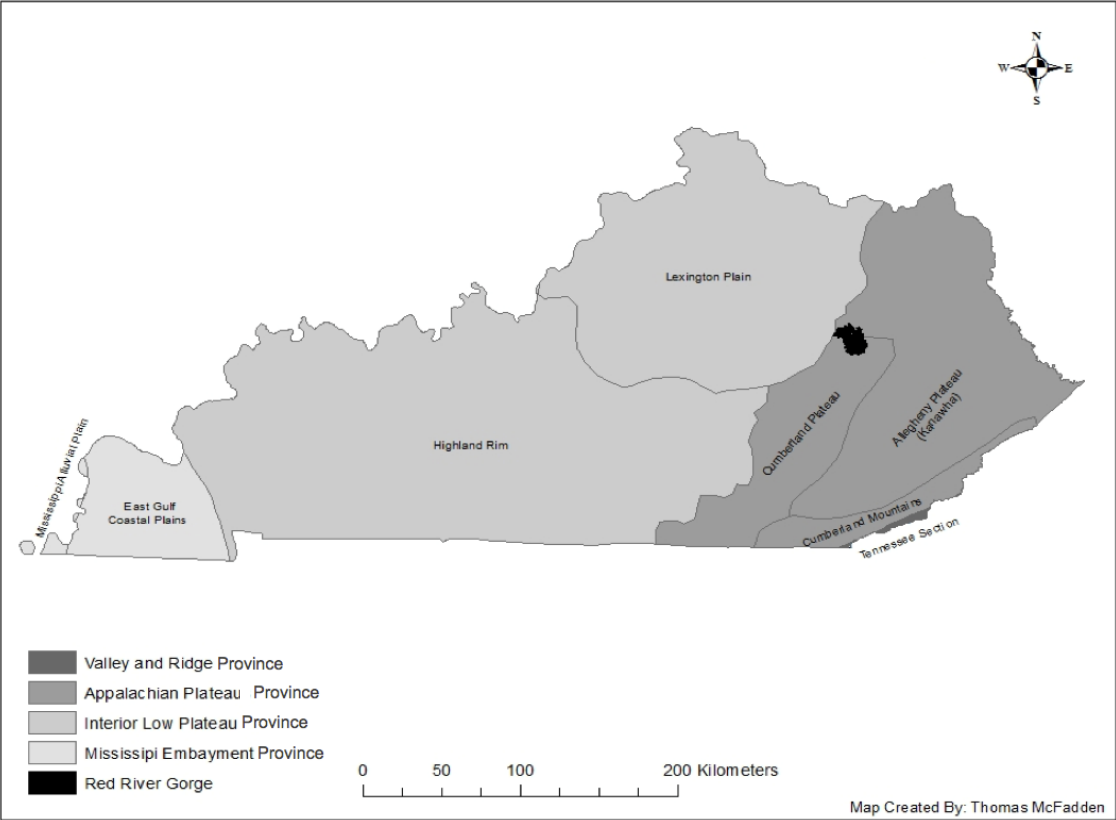 N
W E
S
Lexington Plain
Highland Rim
Cumberland Plateau
Allegheny Plateau
(Kanawha)
Mississippi Alluvial Plain
East Gulf
Coastal Plains
Cumberland Mountains
Tennessee Section
Valley and Ridge Province
Appalachian Plateau Province
Interior Low Plateau Province
Mississipi Embayment Province
Red River Gorge
0 50 100 200 Kilometers
Map Created By: Thomas McFadden